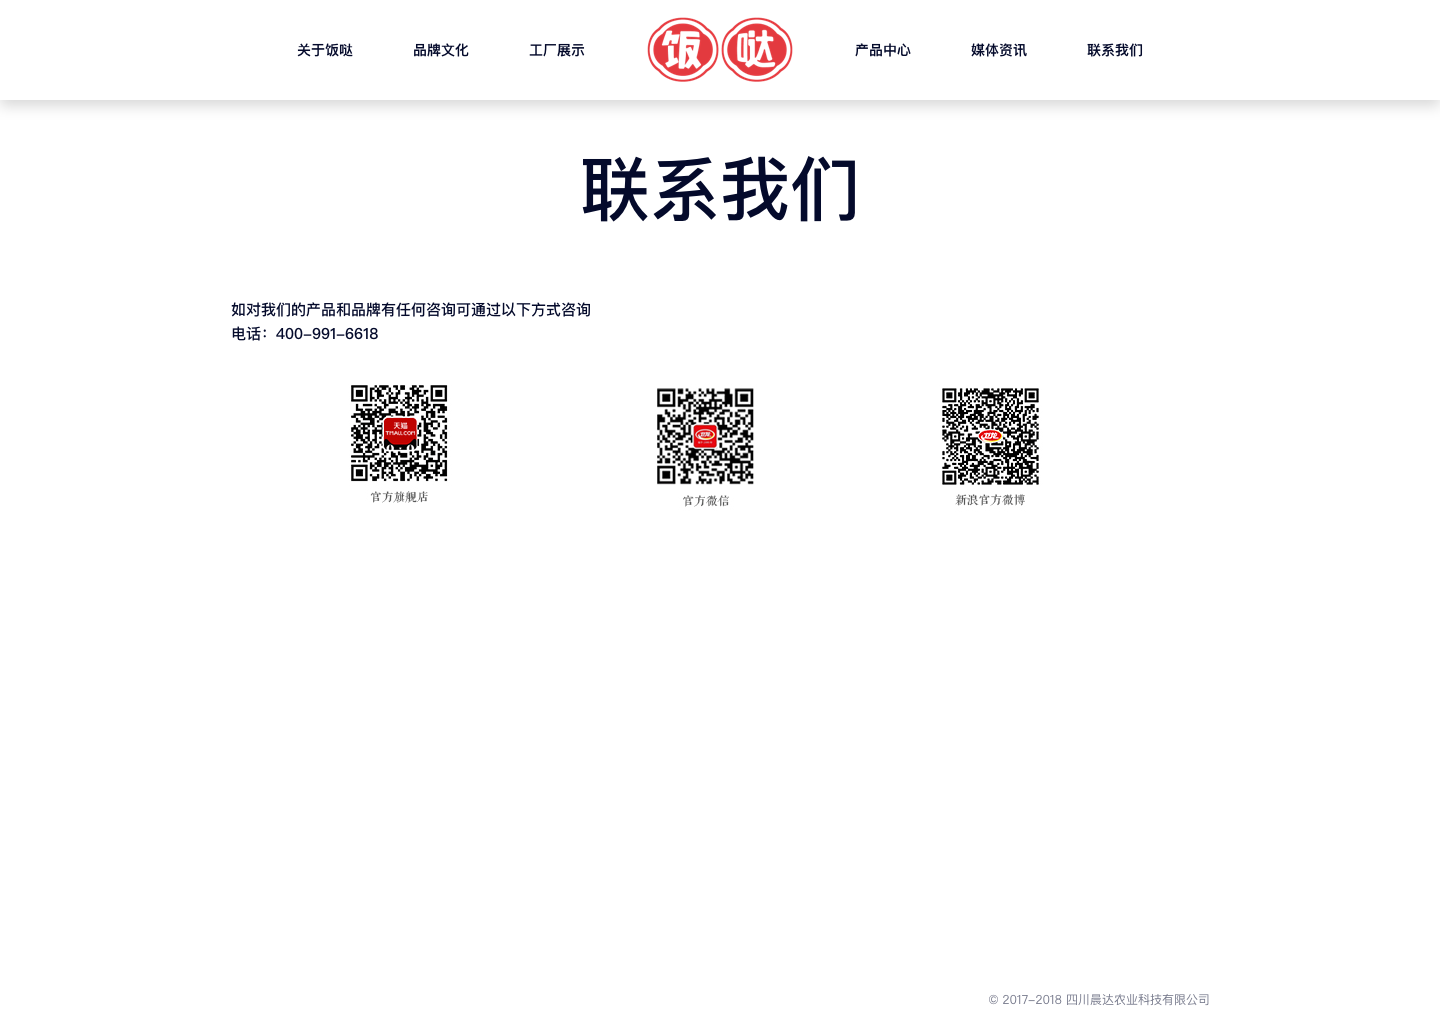 关于饭哒
品牌文化
工厂展示
饭哒
产品中心
媒体资讯
联系我们
联系我们
如对我们的产品和品牌有任何咨询可通过以下方式咨询
电话：400-991-6618
天猫
TMALL.COM
卫龙
卫龙
官方旗舰店
官方微信
新浪官方微博
© 2017-2018 四川晨达农业科技有限公司